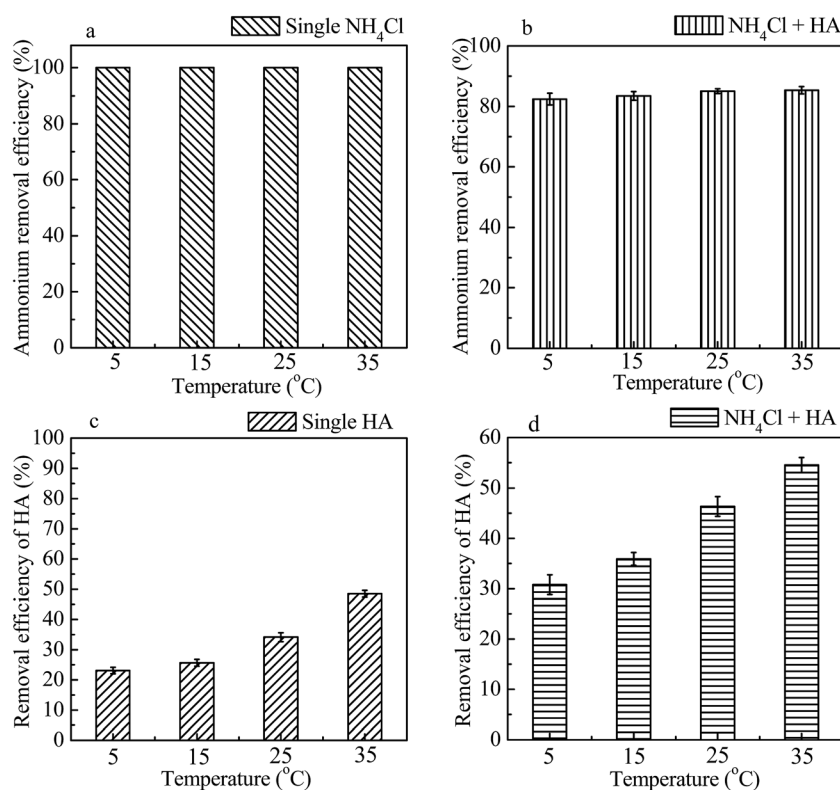 a
Single NH₄Cl
Ammonium removal efficiency (%)
100
80
60
40
20
0
5 15 25 35
Temperature (°C)
b
NH₄Cl + HA
Ammonium removal efficiency (%)
100
80
60
40
20
0
5 15 25 35
Temperature (°C)
c
Single HA
Removal efficiency of HA (%)
100
90
80
70
60
50
40
30
20
10
0
5 15 25 35
Temperature (°C)
d
NH₄Cl + HA
Removal efficiency of HA (%)
60
50
40
30
20
10
0
5 15 25 35
Temperature (°C)